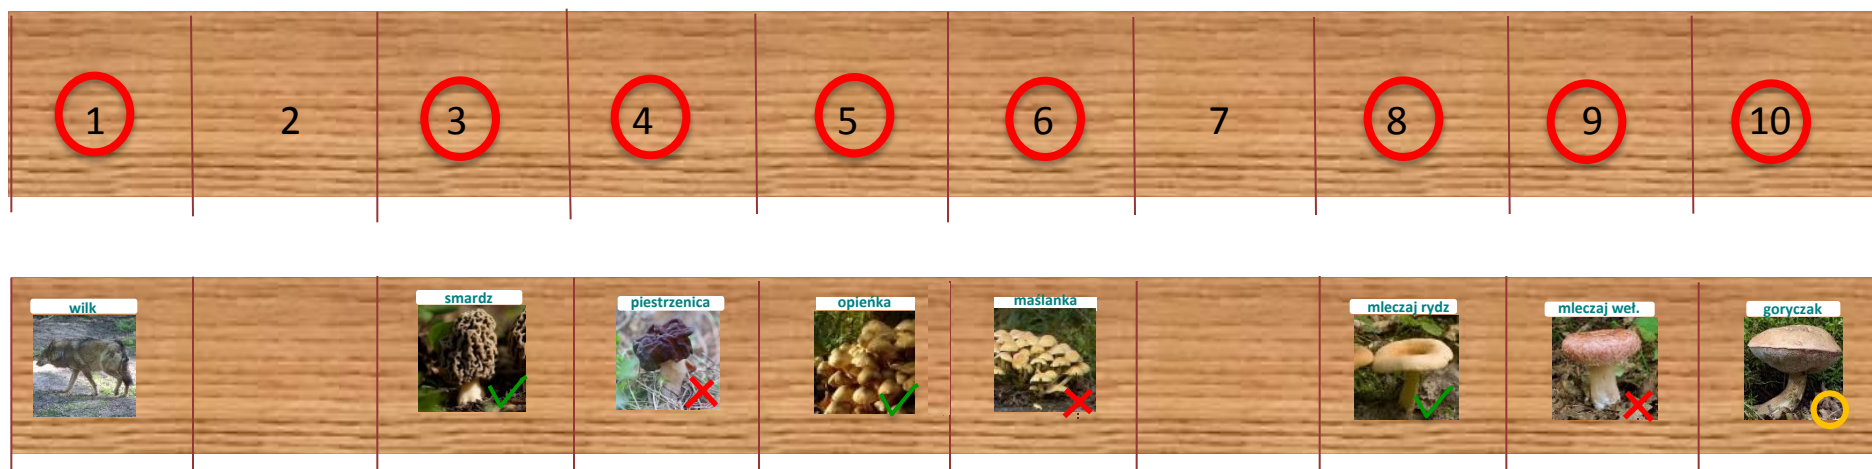 1 2 3 4 5 6 7 8 9 10
wilk smardz piestrzenica opieńka maślanka mleczaj rydz mleczaj weł. goryczak